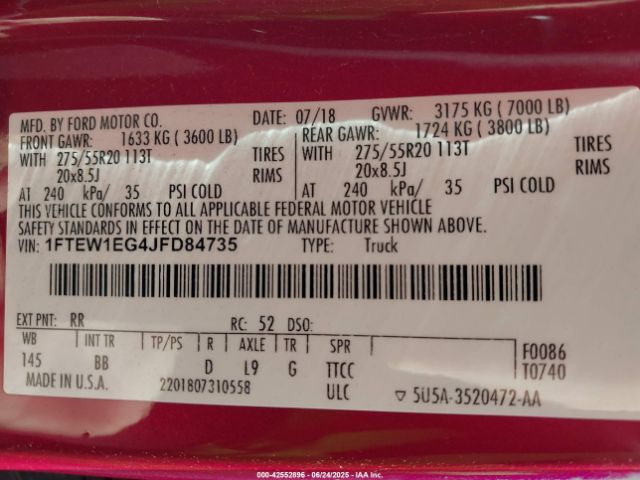 MFD. BY FORD MOTOR CO. DATE: 07/18 GVWR: 3175 KG ( 7000 LB)
FRONT GAWR: 1633 KG ( 3600 LB) REAR GAWR: 1724 KG ( 3800 LB)
WITH 275/55R20 113T TIRES WITH 275/55R20 113T TIRES
20x8.5J RIMS 20x8.5J RIMS
AT 240 kPa/ 35 PSI COLD AT 240 kPa/ 35 PSI COLD
THIS VEHICLE CONFORMS TO ALL APPLICABLE FEDERAL MOTOR VEHICLE
SAFETY STANDARDS IN EFFECT ON THE DATE OF MANUFACTURE SHOWN ABOVE.
VIN: 1FTEW1EG4JFD84735 TYPE: Truck
EXT PNT: RR RC: 52 DSO:
WB INT TR TP/PS R AXLE TR SPR F0086
145 BB D L9 G TTCC T0740
MADE IN U.S.A. 2201807310558 ULC 5U5A-3520472-AA
000-42552896 - 06/24/2025 - IAAI, Inc.